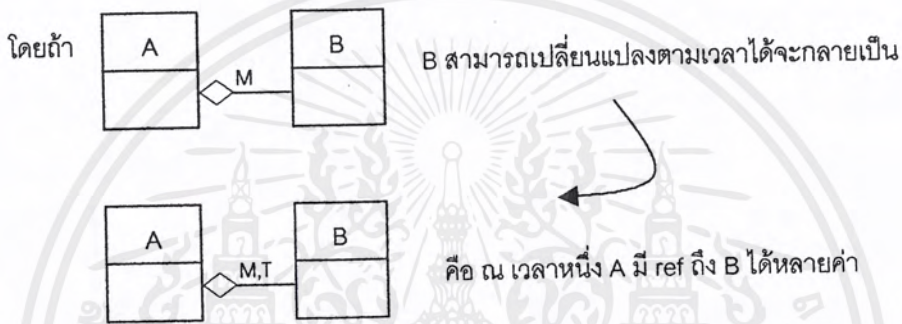 โดยถ้า
A
B
M
B สามารถเปลี่ยนแปลงตามเวลาได้จะกลายเป็น
A
B
M,T
คือ ณ เวลาหนึ่ง A มี ref ถึง B ได้หลายค่า